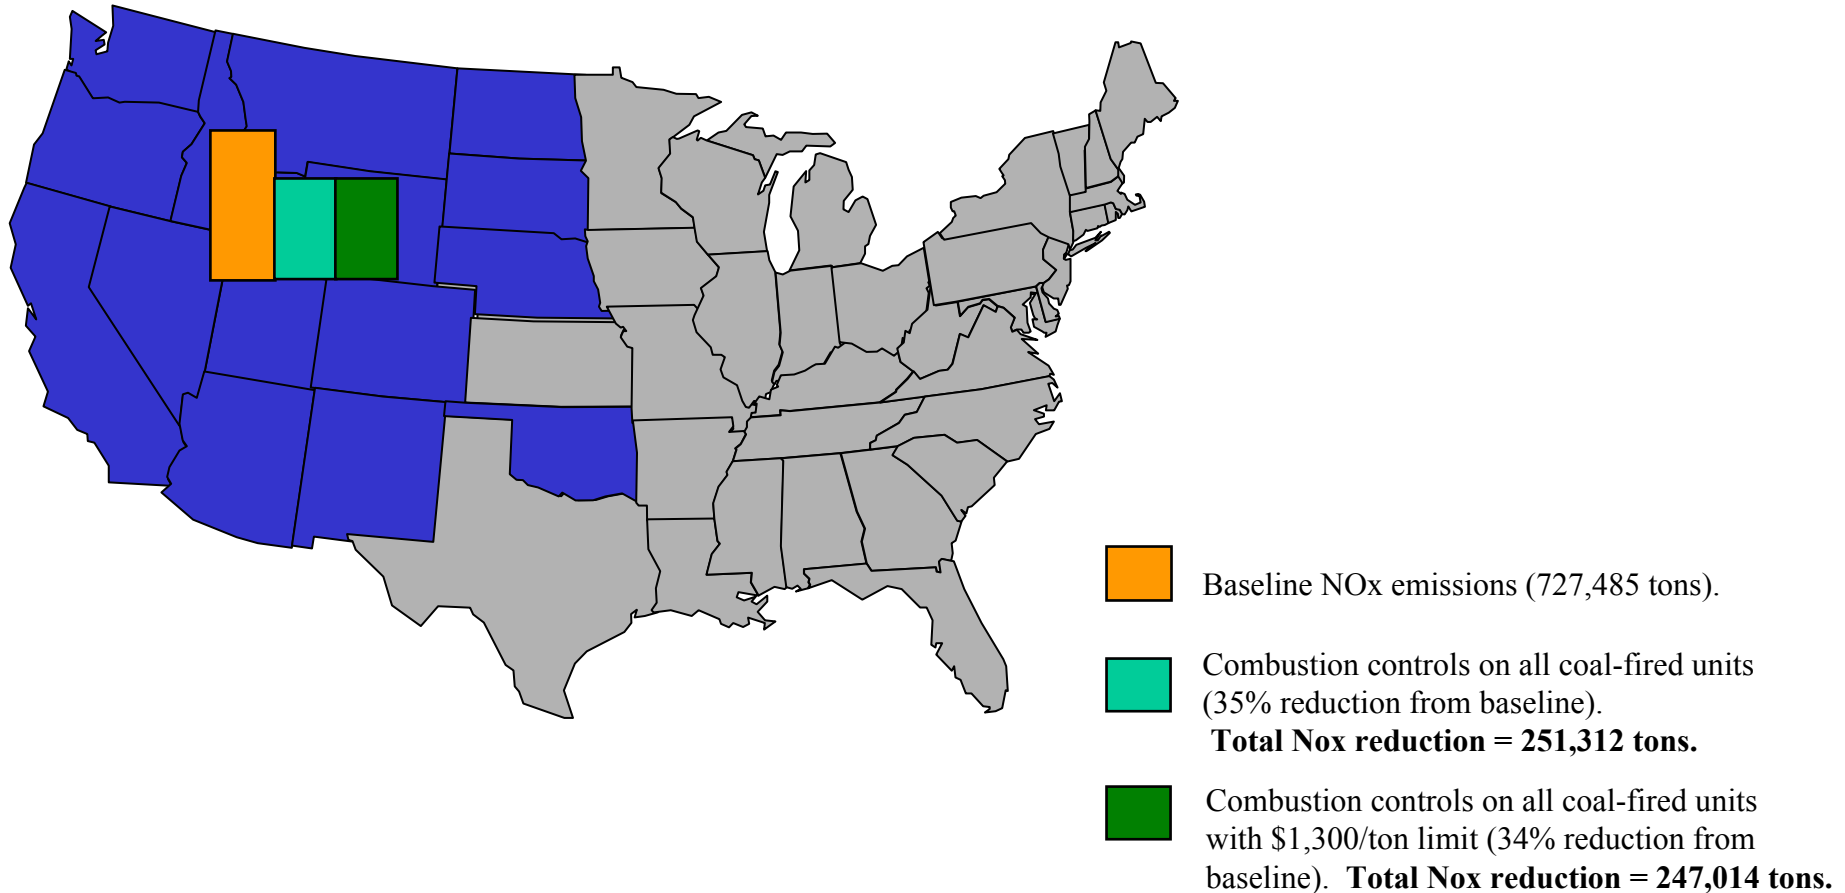 Baseline NOx emissions (727,485 tons).
Combustion controls on all coal-fired units
(35% reduction from baseline).
Total Nox reduction = 251,312 tons.
Combustion controls on all coal-fired units
with $1,300/ton limit (34% reduction from
baseline).  Total Nox reduction = 247,014 tons.